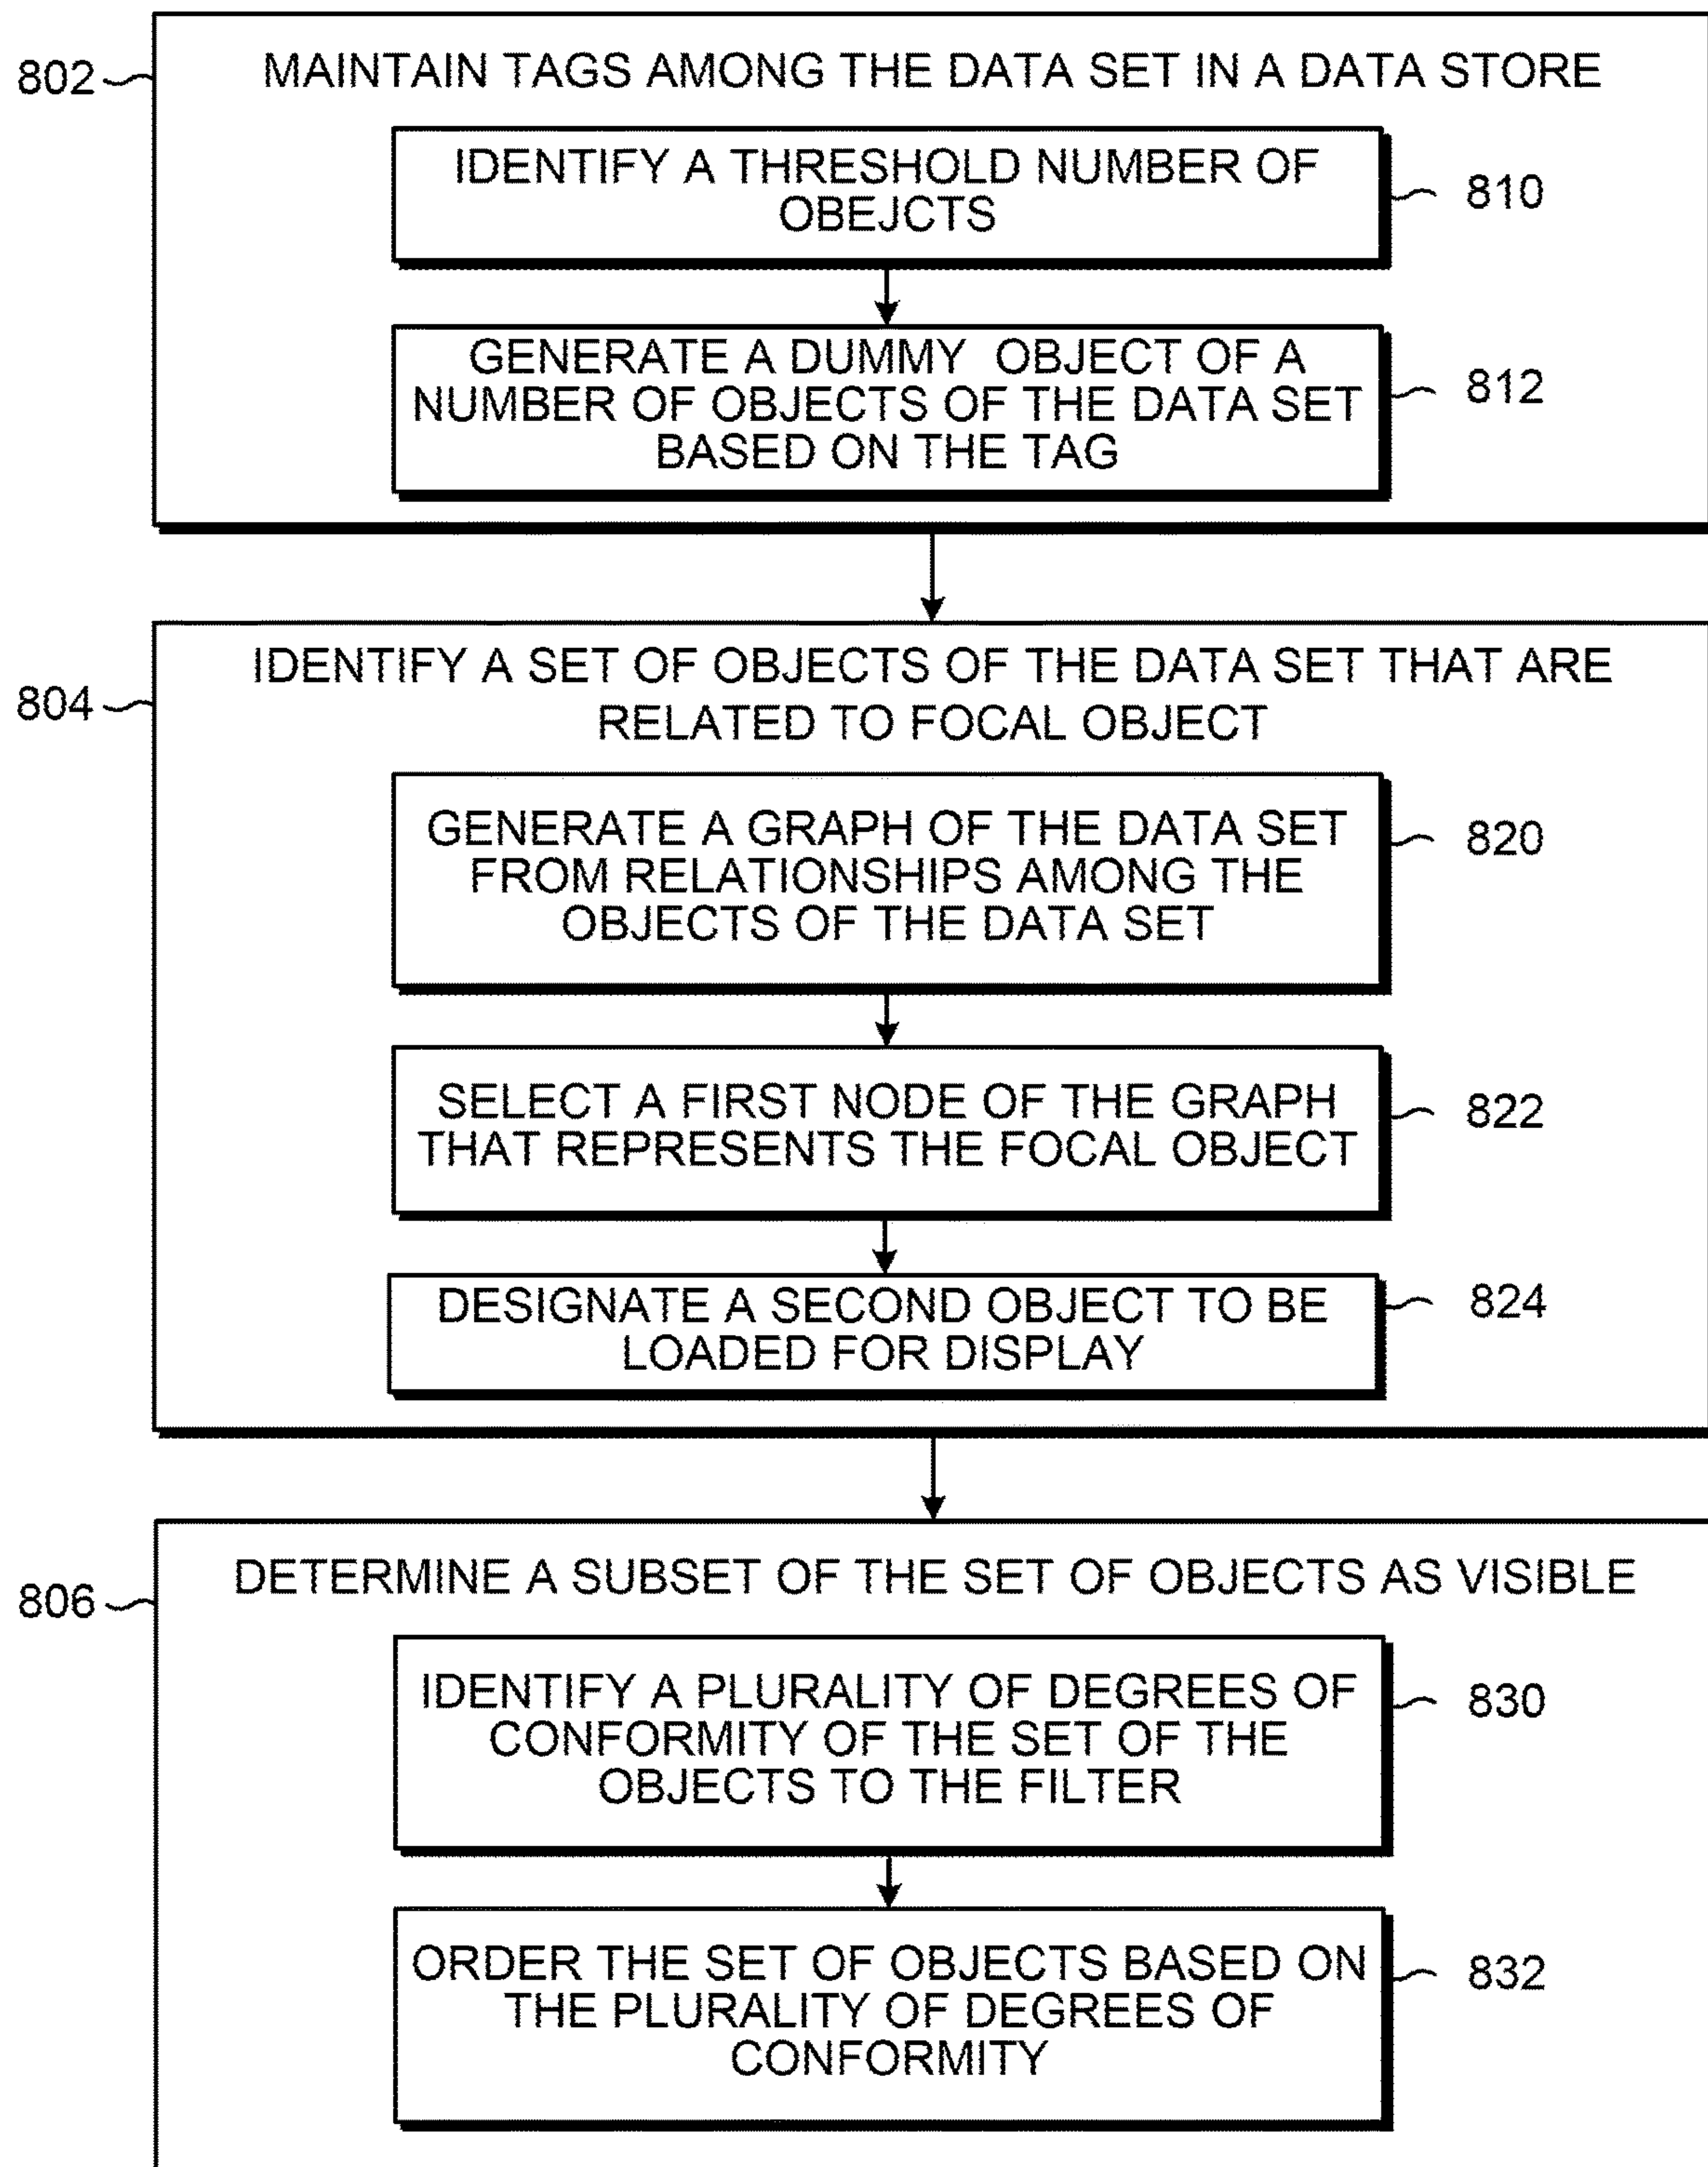 802
MAINTAIN TAGS AMONG THE DATA SET IN A DATA STORE
IDENTIFY A THRESHOLD NUMBER OF
OBEJCTS
810
GENERATE A DUMMY OBJECT OF A
NUMBER OF OBJECTS OF THE DATA SET
BASED ON THE TAG
812
804
IDENTIFY A SET OF OBJECTS OF THE DATA SET THAT ARE
RELATED TO FOCAL OBJECT
GENERATE A GRAPH OF THE DATA SET
FROM RELATIONSHIPS AMONG THE
OBJECTS OF THE DATA SET
820
SELECT A FIRST NODE OF THE GRAPH
THAT REPRESENTS THE FOCAL OBJECT
822
DESIGNATE A SECOND OBJECT TO BE
LOADED FOR DISPLAY
824
806
DETERMINE A SUBSET OF THE SET OF OBJECTS AS VISIBLE
IDENTIFY A PLURALITY OF DEGREES OF
CONFORMITY OF THE SET OF THE
OBJECTS TO THE FILTER
830
ORDER THE SET OF OBJECTS BASED ON
THE PLURALITY OF DEGREES OF
CONFORMITY
832